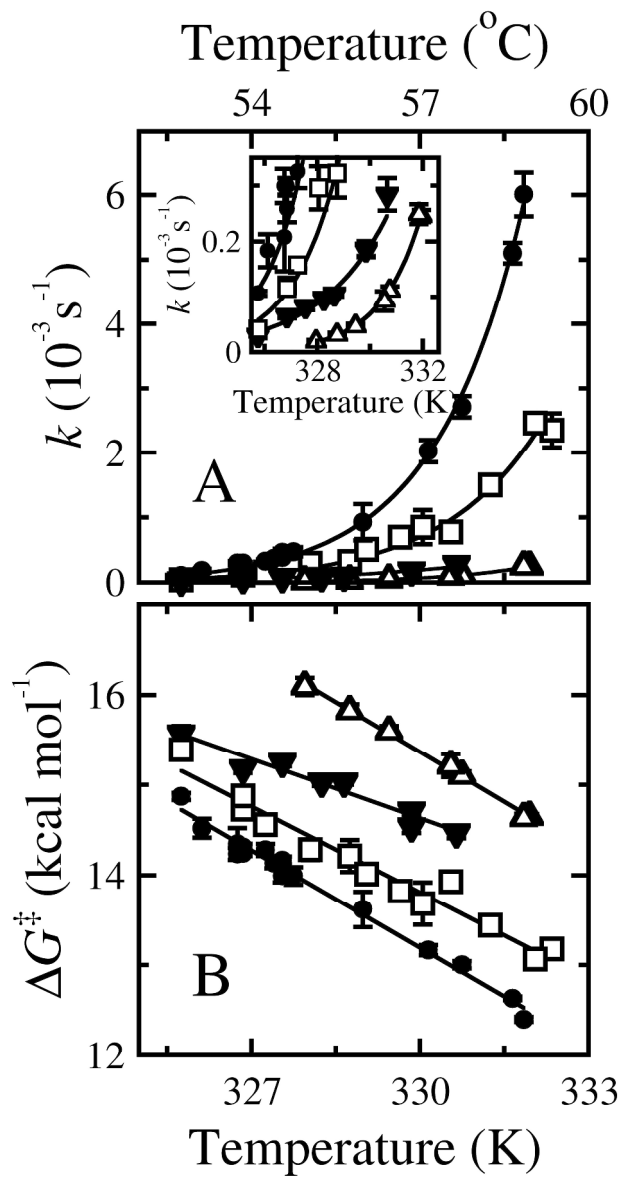 Temperature (°C)
54 57 60
6
4
2
0
k (10⁻³ s⁻¹)
A
0.2
0
k (10⁻³ s⁻¹)
328 332
Temperature (K)
16
14
12
ΔG‡ (kcal mol⁻¹)
B
327 330 333
Temperature (K)